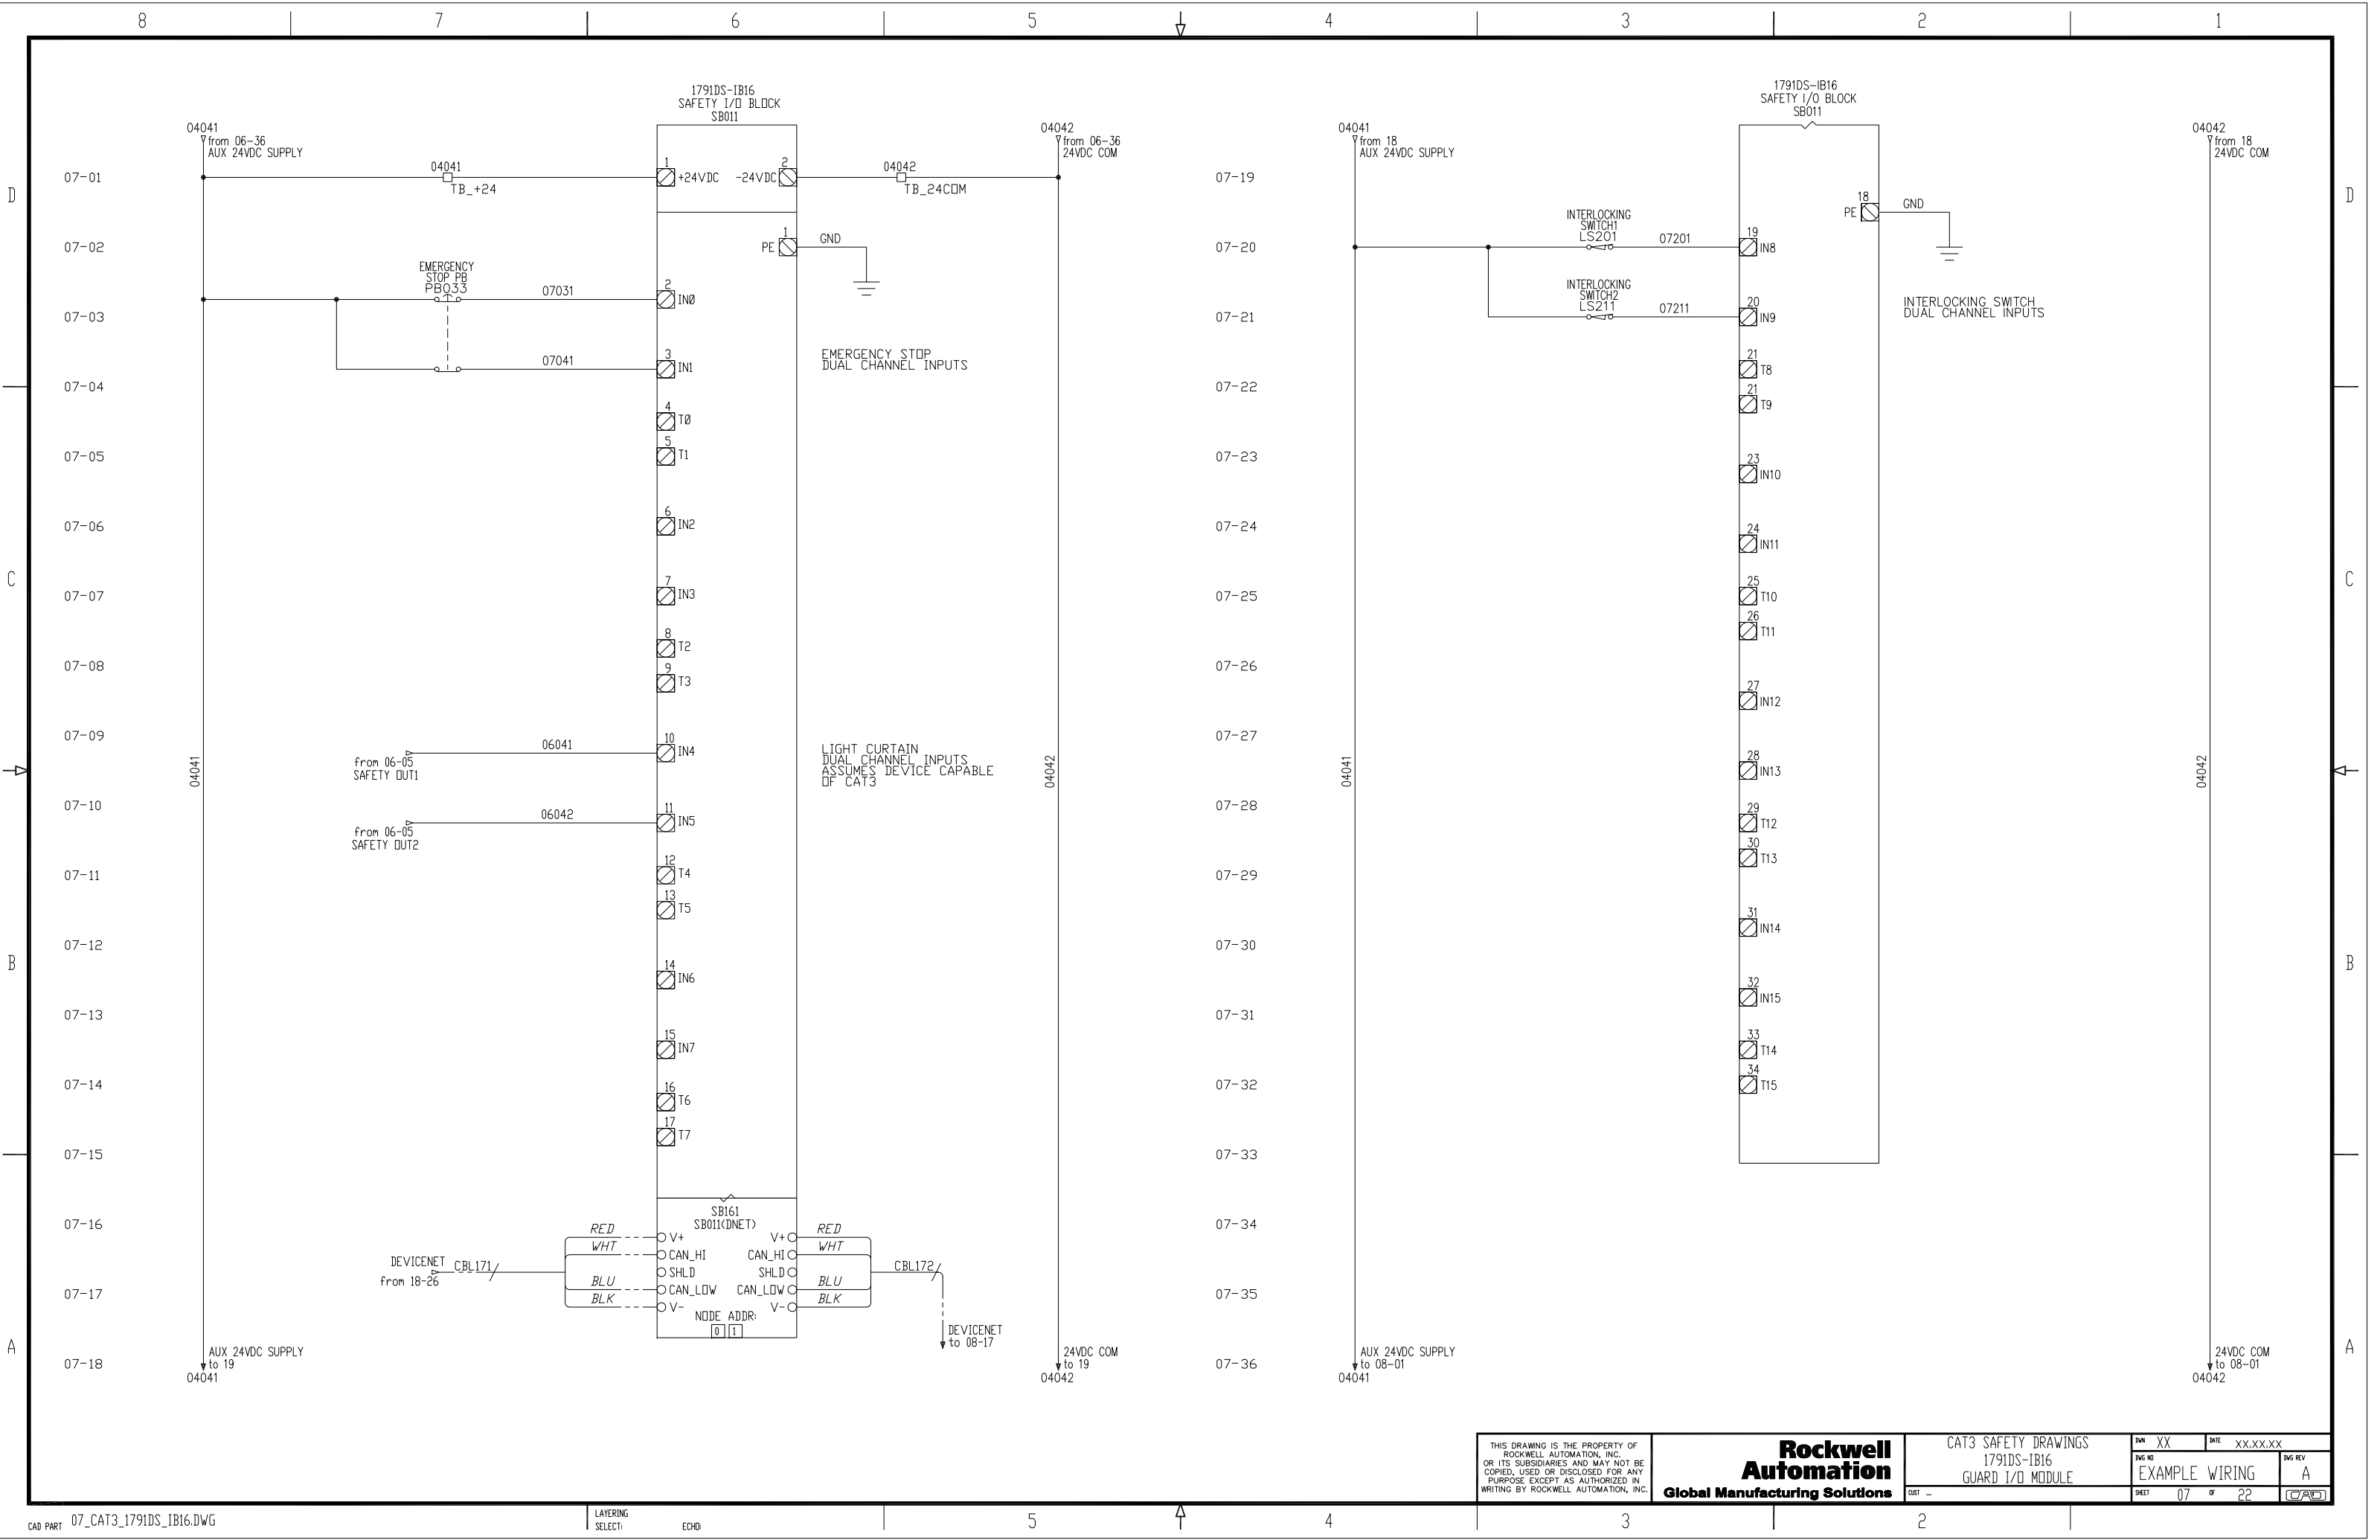 8 7 6 5 4 3 2 1
D
C
B
A
1791DS-IB16
SAFETY I/O BLOCK
SB011
04041
from 06-36
AUX 24VDC SUPPLY
04042
from 06-36
24VDC COM
07-01
04041
TB_+24
1
+24VDC
2
-24VDC
04042
TB_24COM
07-02
1
PE
GND
EMERGENCY
STOP PB
PB033
07031
2
IN0
07-03
07041
3
IN1
EMERGENCY STOP
DUAL CHANNEL INPUTS
07-04
4
T0
07-05
5
T1
07-06
6
IN2
07-07
7
IN3
8
T2
07-08
9
T3
07-09
from 06-05
SAFETY OUT1
06041
10
IN4
LIGHT CURTAIN
DUAL CHANNEL INPUTS
ASSUMES DEVICE CAPABLE
OF CAT3
04041
04042
07-10
from 06-05
SAFETY OUT2
06042
11
IN5
07-11
12
T4
13
T5
07-12
14
IN6
07-13
15
IN7
07-14
16
T6
17
T7
07-15
07-16
SB161
SB011(DNET)
RED
WHT
BLU
BLK
V+
CAN_HI
SHLD
CAN_LOW
V-
V+
CAN_HI
SHLD
CAN_LOW
V-
RED
WHT
BLU
BLK
DEVICENET
from 18-26
CBL171
CBL172
07-17
NODE ADDR:
0 1
DEVICENET
to 08-17
07-18
AUX 24VDC SUPPLY
to 19
04041
24VDC COM
to 19
04042
1791DS-IB16
SAFETY I/O BLOCK
SB011
04041
from 18
AUX 24VDC SUPPLY
04042
from 18
24VDC COM
07-19
18
PE
GND
INTERLOCKING
SWITCH1
LS201
07-20
07201
19
IN8
INTERLOCKING
SWITCH2
LS211
07-21
07211
20
IN9
INTERLOCKING SWITCH
DUAL CHANNEL INPUTS
21
T8
07-22
21
T9
07-23
23
IN10
07-24
24
IN11
07-25
25
T10
26
T11
07-26
27
IN12
07-27
28
IN13
04041
04042
07-28
29
T12
30
T13
07-29
31
IN14
07-30
32
IN15
07-31
33
T14
07-32
34
T15
07-33
07-34
07-35
07-36
AUX 24VDC SUPPLY
to 08-01
04041
24VDC COM
to 08-01
04042
D
C
B
A
THIS DRAWING IS THE PROPERTY OF
ROCKWELL AUTOMATION, INC.
OR ITS SUBSIDIARIES AND MAY NOT BE
COPIED, USED OR DISCLOSED FOR ANY
PURPOSE EXCEPT AS AUTHORIZED IN
WRITING BY ROCKWELL AUTOMATION, INC.
Rockwell
Automation
Global Manufacturing Solutions
CAT3 SAFETY DRAWINGS
1791DS-IB16
GUARD I/O MODULE
CUST -
DWN XX
DATE XX.XX.XX
DWG NO
EXAMPLE WIRING
DWG REV
A
SHEET 07 OF 22
CAD
CAD PART 07_CAT3_1791DS_IB16.DWG
LAYERING
SELECT: ECHO:
5 4 3 2